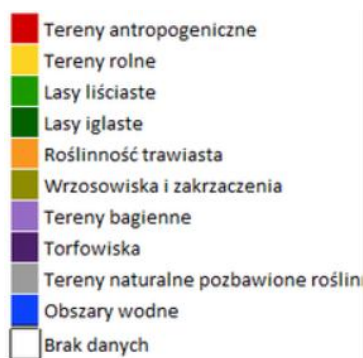 Tereny antropogeniczne
Tereny rolne
Lasy liściaste
Lasy iglaste
Roślinność trawiasta
Wrzosowiska i zakrzaczenia
Tereny bagienne
Torfowiska
Tereny naturalne pozbawione roślin
Obszary wodne
Brak danych